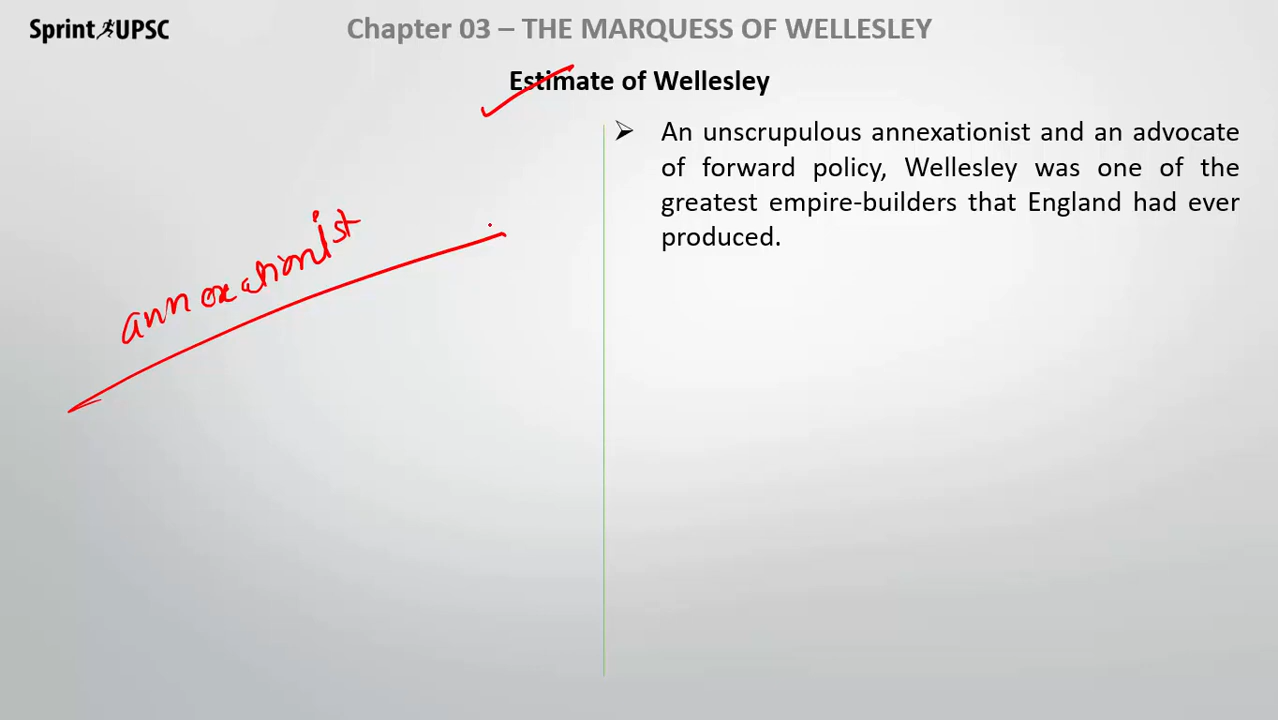 Sprint UPSC
Chapter 03 – THE MARQUESS OF WELLESLEY
Estimate of Wellesley
➢ An unscrupulous annexationist and an advocate
of forward policy, Wellesley was one of the
greatest empire-builders that England had ever
produced.
annexationist